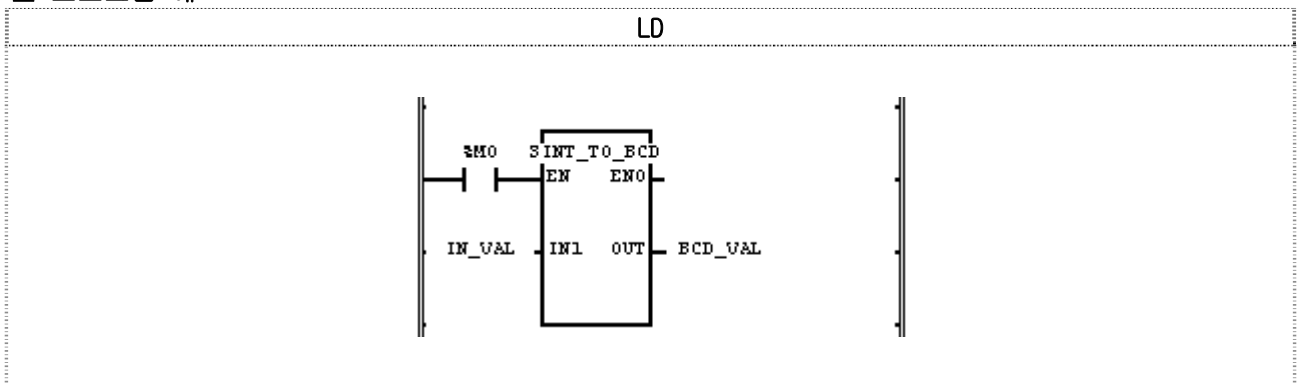 LD
%M0 SINT_TO_BCD
EN ENO
IN_VAL IN1 OUT BCD_VAL